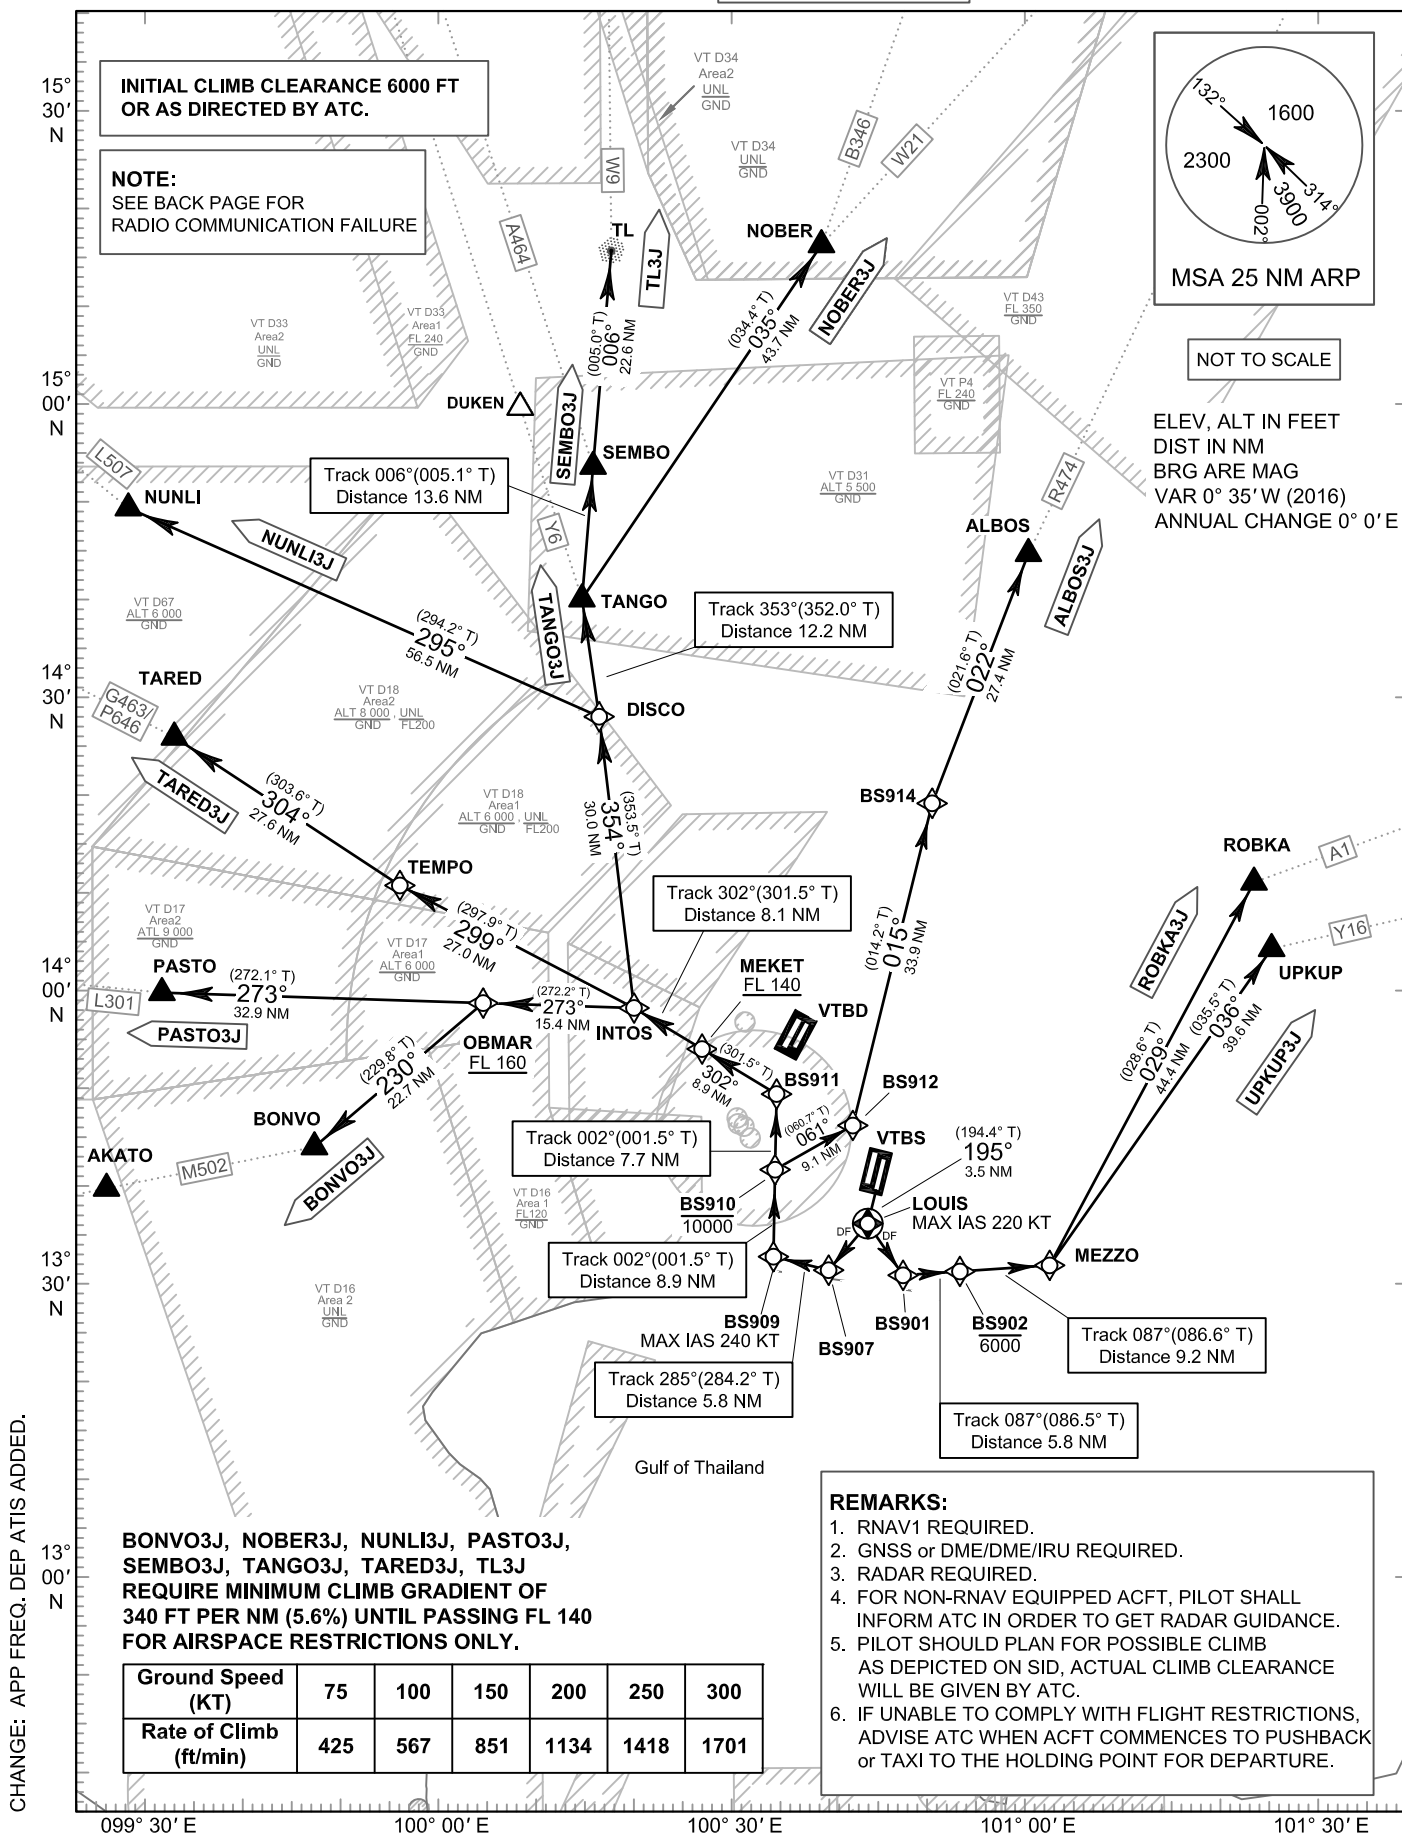 INITIAL CLIMB CLEARANCE 6000 FT
OR AS DIRECTED BY ATC.
NOTE:
SEE BACK PAGE FOR
RADIO COMMUNICATION FAILURE
15°
30′
N
VT D34
Area2
UNL
GND
VT D34
UNL
GND
B346
W21
W9
A464
TL
TL3J
NOBER
NOBER3J
132°
1600
2300
314°
3900
002°
MSA 25 NM ARP
NOT TO SCALE
ELEV, ALT IN FEET
DIST IN NM
BRG ARE MAG
VAR 0° 35′ W (2016)
ANNUAL CHANGE 0° 0′ E
VT D33
Area2
UNL
GND
VT D33
Area1
FL 240
GND
VT D43
FL 350
GND
VT P4
FL 240
GND
(005.0° T)
006°
22.6 NM
(034.4° T)
035°
43.7 NM
15°
00′
N
DUKEN
SEMBO3J
SEMBO
L507
NUNLI
NUNLI3J
Track 006°(005.1° T)
Distance 13.6 NM
Y6
VT D31
ALT 5 500
GND
R474
ALBOS
ALBOS3J
TANGO
TANGO3J
Track 353°(352.0° T)
Distance 12.2 NM
VT D67
ALT 6 000
GND
(294.2° T)
295°
56.5 NM
(021.6° T)
022°
27.4 NM
14°
30′
N
TARED
G463/
P646
TARED3J
VT D18
Area2
ALT 8 000 , UNL
GND FL200
DISCO
(303.6° T)
304°
27.6 NM
VT D18
Area1
ALT 6 000 , UNL
GND FL200
(353.5° T)
354°
30.0 NM
BS914
ROBKA
A1
TEMPO
Track 302°(301.5° T)
Distance 8.1 NM
VT D17
Area2
ATL 9 000
GND
VT D17
Area1
ALT 6 000
GND
(297.9° T)
299°
27.0 NM
(014.2° T)
015°
33.9 NM
ROBKA3J
Y16
UPKUP
14°
00′
N
PASTO
L301
PASTO3J
(272.1° T)
273°
32.9 NM
OBMAR
FL 160
(272.2° T)
273°
15.4 NM
INTOS
MEKET
FL 140
VTBD
(301.5° T)
302°
8.9 NM
BS911
BS912
(028.6° T)
029°
44.4 NM
(035.5° T)
036°
39.6 NM
UPKUP3J
(229.8° T)
230°
22.7 NM
BONVO
AKATO
M502
BONVO3J
Track 002°(001.5° T)
Distance 7.7 NM
(060.7° T)
061°
9.1 NM
VTBS
(194.4° T)
195°
3.5 NM
VT D16
Area 1
FL120
GND
BS910
10000
LOUIS
MAX IAS 220 KT
DF
DF
13°
30′
N
Track 002°(001.5° T)
Distance 8.9 NM
MEZZO
VT D16
Area 2
UNL
GND
BS909
MAX IAS 240 KT
BS907
BS901
BS902
6000
Track 087°(086.6° T)
Distance 9.2 NM
Track 285°(284.2° T)
Distance 5.8 NM
Track 087°(086.5° T)
Distance 5.8 NM
Gulf of Thailand
13°
00′
N
BONVO3J, NOBER3J, NUNLI3J, PASTO3J,
SEMBO3J, TANGO3J, TARED3J, TL3J
REQUIRE MINIMUM CLIMB GRADIENT OF
340 FT PER NM (5.6%) UNTIL PASSING FL 140
FOR AIRSPACE RESTRICTIONS ONLY.
Ground Speed
(KT) 75 100 150 200 250 300
Rate of Climb
(ft/min) 425 567 851 1134 1418 1701
REMARKS:
1. RNAV1 REQUIRED.
2. GNSS or DME/DME/IRU REQUIRED.
3. RADAR REQUIRED.
4. FOR NON-RNAV EQUIPPED ACFT, PILOT SHALL
INFORM ATC IN ORDER TO GET RADAR GUIDANCE.
5. PILOT SHOULD PLAN FOR POSSIBLE CLIMB
AS DEPICTED ON SID, ACTUAL CLIMB CLEARANCE
WILL BE GIVEN BY ATC.
6. IF UNABLE TO COMPLY WITH FLIGHT RESTRICTIONS,
ADVISE ATC WHEN ACFT COMMENCES TO PUSHBACK
or TAXI TO THE HOLDING POINT FOR DEPARTURE.
CHANGE: APP FREQ. DEP ATIS ADDED.
099° 30′ E
100° 00′ E
100° 30′ E
101° 00′ E
101° 30′ E